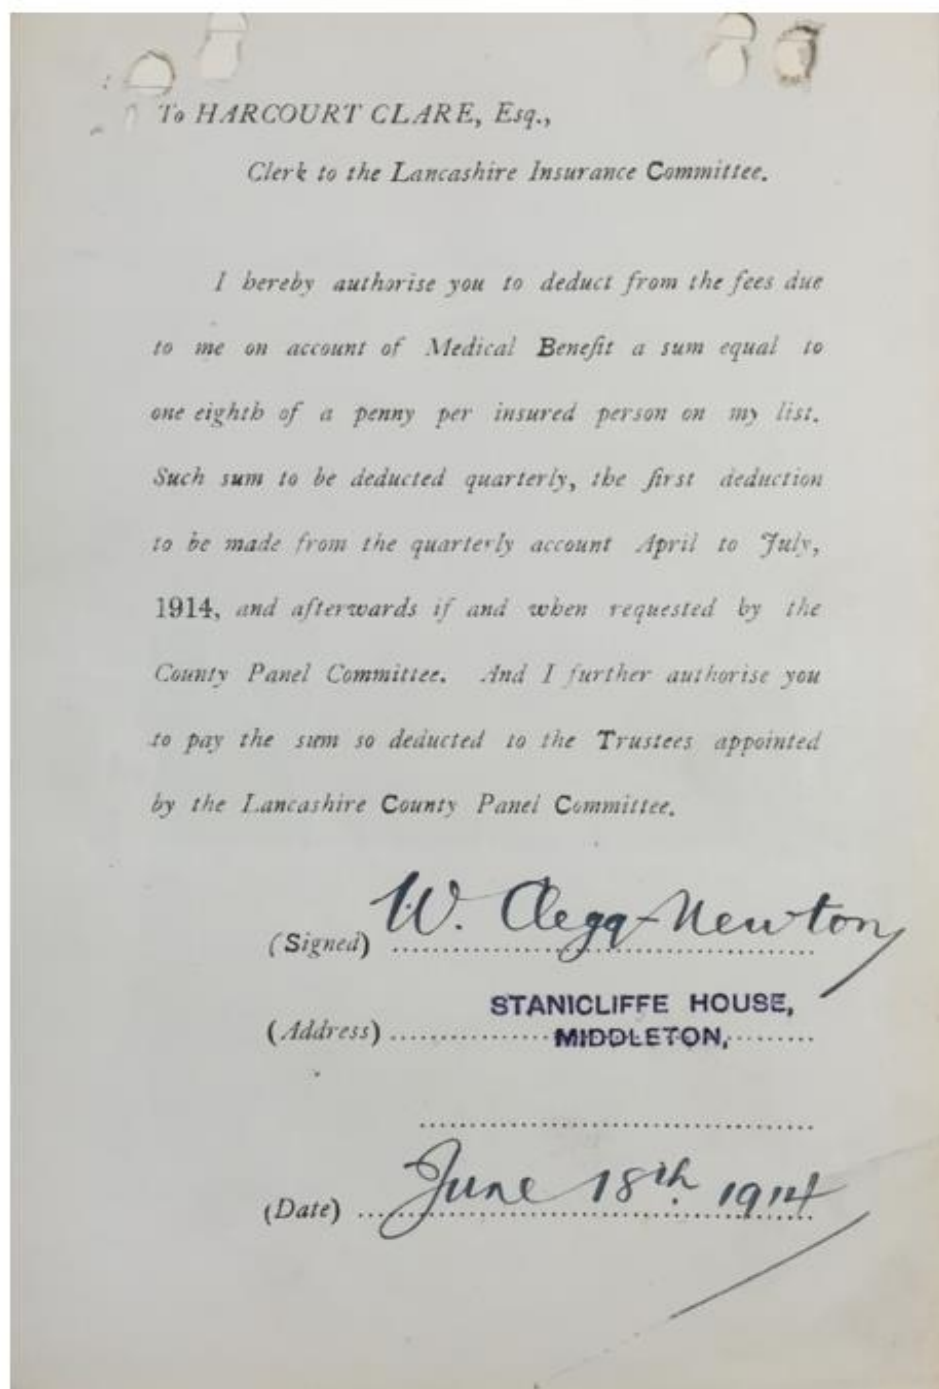 To HARCOURT CLARE, Esq.,
Clerk to the Lancashire Insurance Committee.
I hereby authorise you to deduct from the fees due
to me on account of Medical Benefit a sum equal to
one eighth of a penny per insured person on my list.
Such sum to be deducted quarterly, the first deduction
to be made from the quarterly account April to July,
1914, and afterwards if and when requested by the
County Panel Committee. And I further authorise you
to pay the sum so deducted to the Trustees appointed
by the Lancashire County Panel Committee.
(Signed) W. Clegg-Newton
(Address) STANICLIFFE HOUSE,
MIDDLETON,
(Date) June 18th 1914